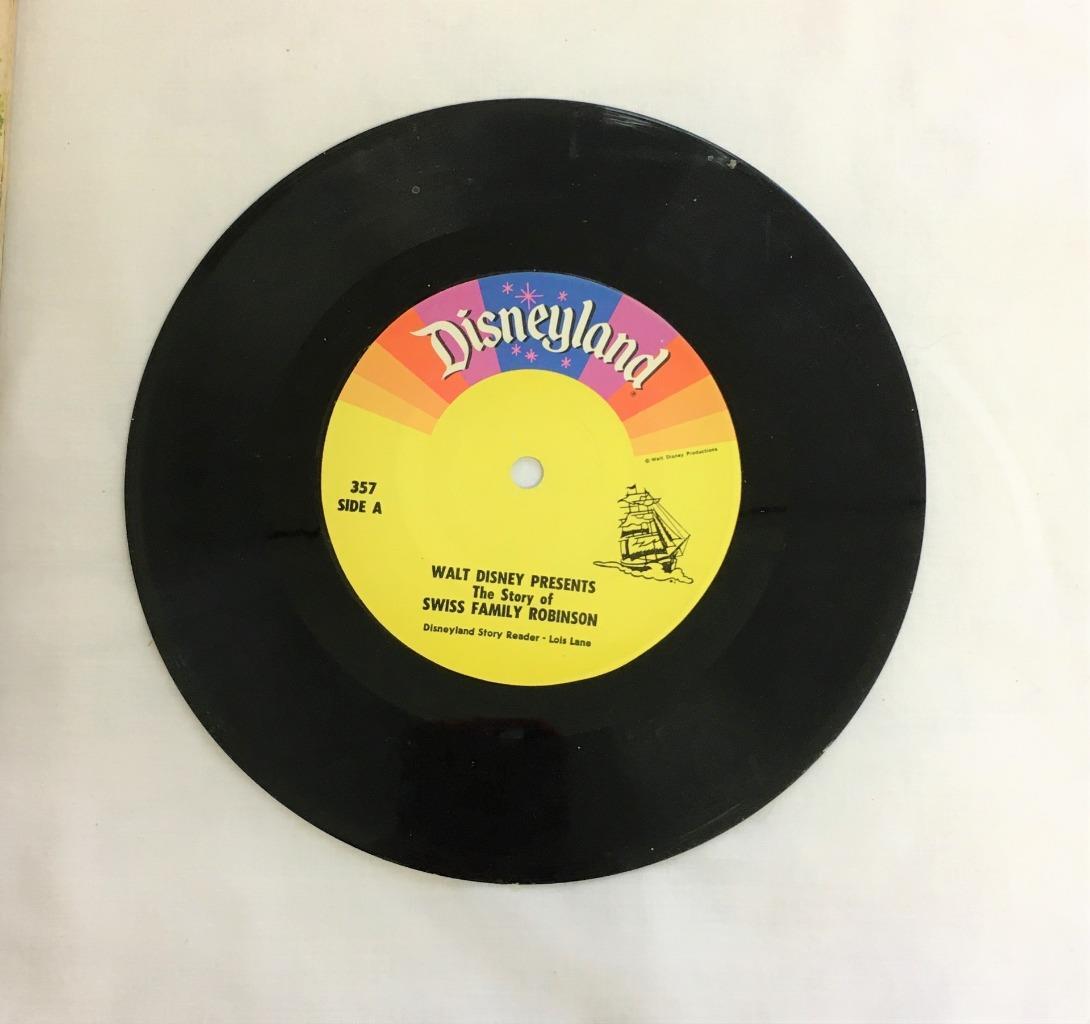 Disneyland®
© Walt Disney Productions
357
SIDE A
WALT DISNEY PRESENTS
The Story of
SWISS FAMILY ROBINSON
Disneyland Story Reader - Lois Lane